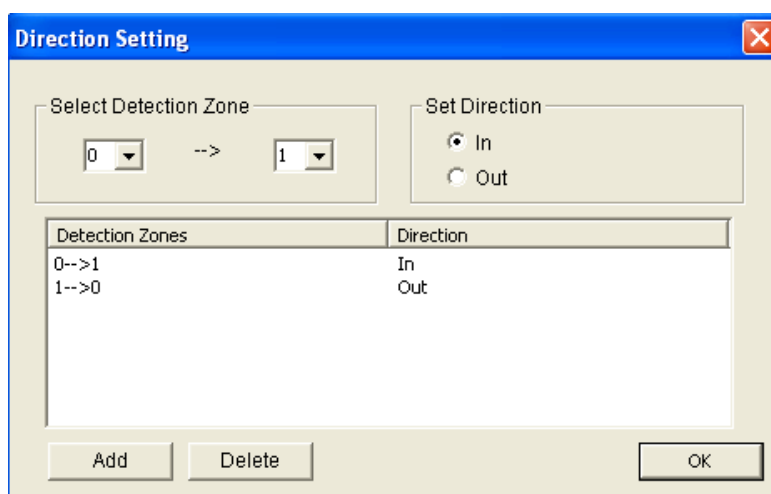 Direction Setting
Select Detection Zone
Set Direction
0 --> 1
In
Out
Detection Zones Direction
0-->1 In
1-->0 Out
Add Delete OK